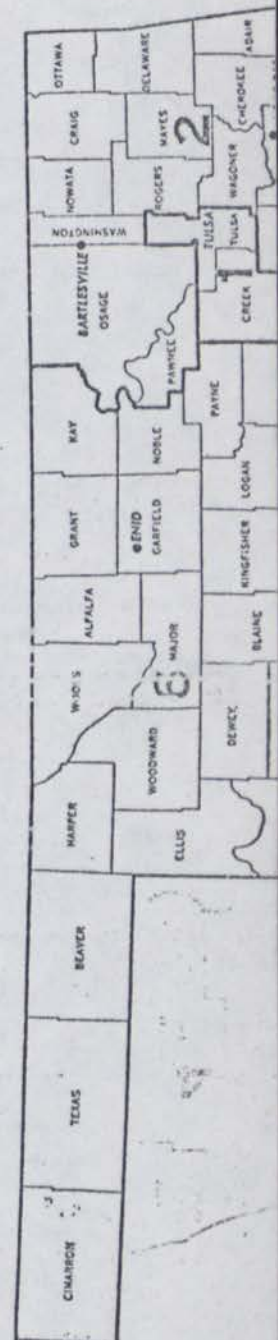 CIMARRON
TEXAS
BEAVER
HARPER
ELLIS
WOODWARD
ALFALFA
MAJOR
6
DEWEY
BLAINE
GRANT
ENID
GARFIELD
KINGFISHER
KAY
NOBLE
LOGAN
PAYNE
OSAGE
PAWNEE
BARTLESVILLE
WASHINGTON
NOWATA
CRAIG
OTTAWA
ROGERS
MAYES
DELAWARE
2
TULSA
TULSA
1
CREEK
WAGONER
CHEROKEE
ADAIR